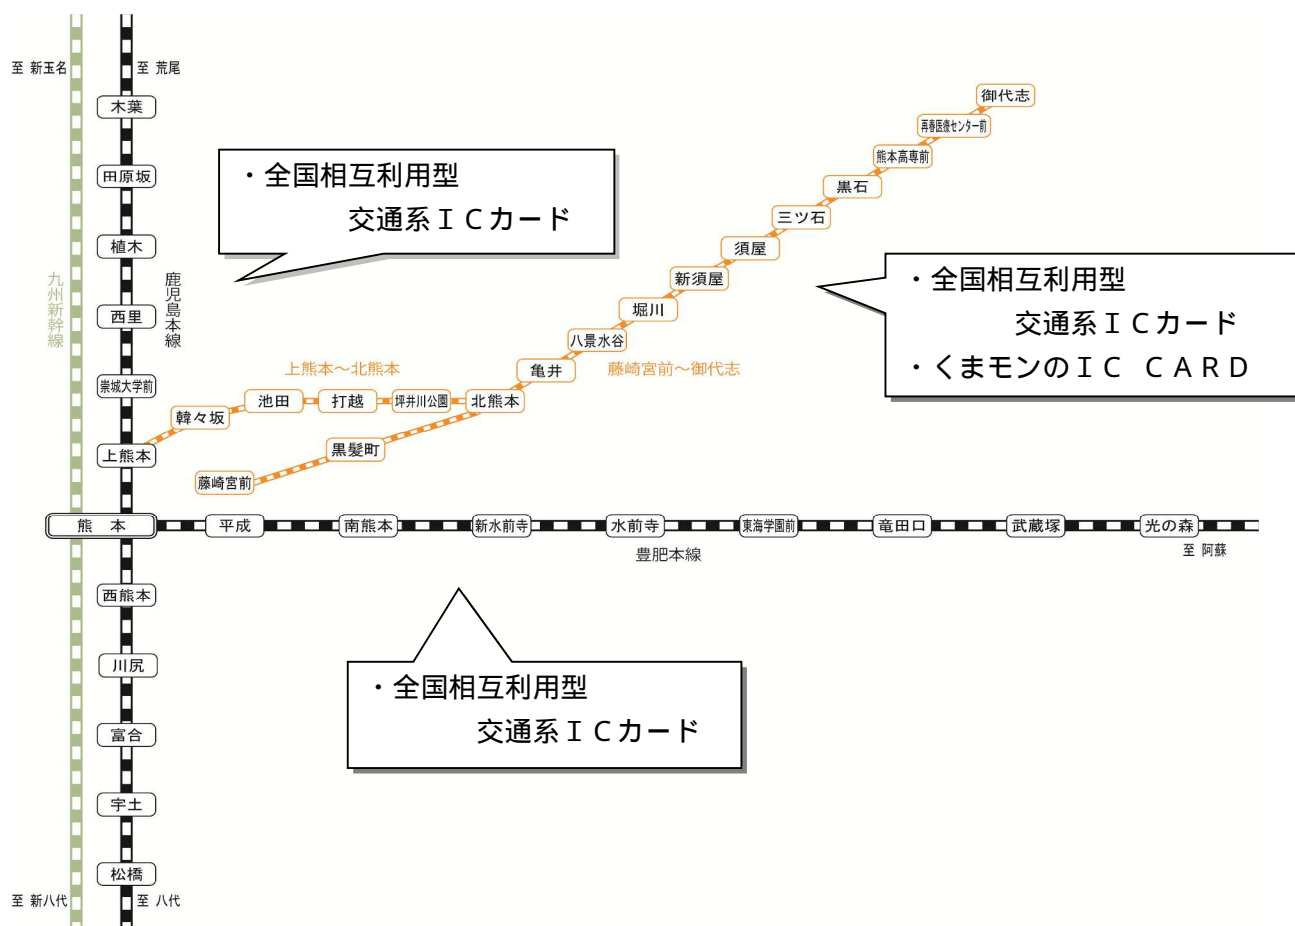 至 新玉名
至 荒尾
木葉
田原坂
植木
西里
崇城大学前
上熊本
九州新幹線
鹿児島本線
・全国相互利用型
交通系ＩＣカード
御代志
再春医療センター前
熊本高専前
黒石
三ツ石
須屋
新須屋
堀川
八景水谷
亀井
北熊本
・全国相互利用型
交通系ＩＣカード
・くまモンのＩＣ ＣＡＲＤ
上熊本～北熊本
藤崎宮前～御代志
韓々坂
池田
打越
坪井川公園
黒髪町
藤崎宮前
熊 本
平成
南熊本
新水前寺
水前寺
東海学園前
竜田口
武蔵塚
光の森
豊肥本線
至 阿蘇
西熊本
川尻
富合
宇土
松橋
・全国相互利用型
交通系ＩＣカード
至 新八代
至 八代